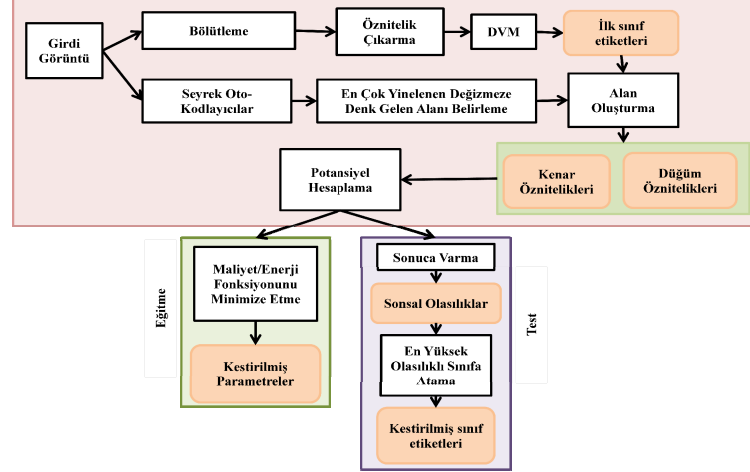 Girdi
Görüntü
Bölütleme
Öznitelik
Çıkarma
DVM
İlk sınıf
etiketleri
Seyrek Oto-
Kodlayıcılar
En Çok Yinelenen Değizmeze
Denk Gelen Alanı Belirleme
Alan
Oluşturma
Potansiyel
Hesaplama
Kenar
Öznitelikleri
Düğüm
Öznitelikleri
Eğitme
Maliyet/Enerji
Fonksiyonunu
Minimize Etme
Kestirilmiş
Parametreler
Sonuca Varma
Sonsal Olasılıklar
En Yüksek
Olasılıklı Sınıfa
Atama
Kestirilmiş sınıf
etiketleri
Test